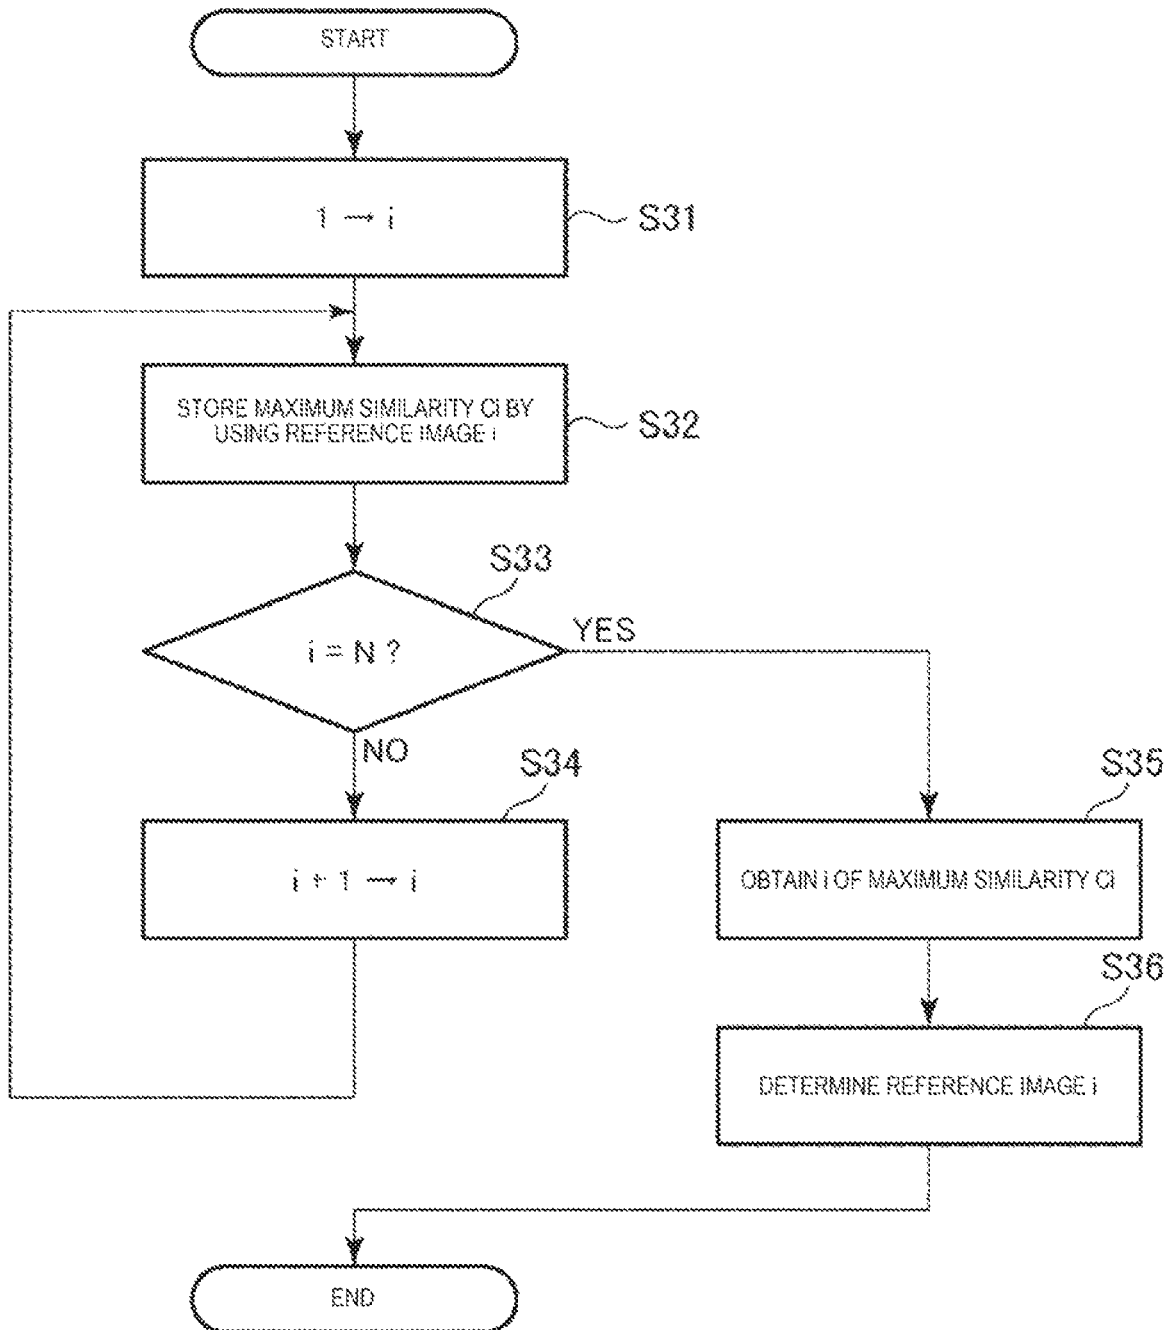 START
1 → i
S31
STORE MAXIMUM SIMILARITY Ci BY
USING REFERENCE IMAGE i
S32
S33
i = N ?
YES
NO
S34
i + 1 → i
S35
OBTAIN i OF MAXIMUM SIMILARITY Ci
S36
DETERMINE REFERENCE IMAGE i
END